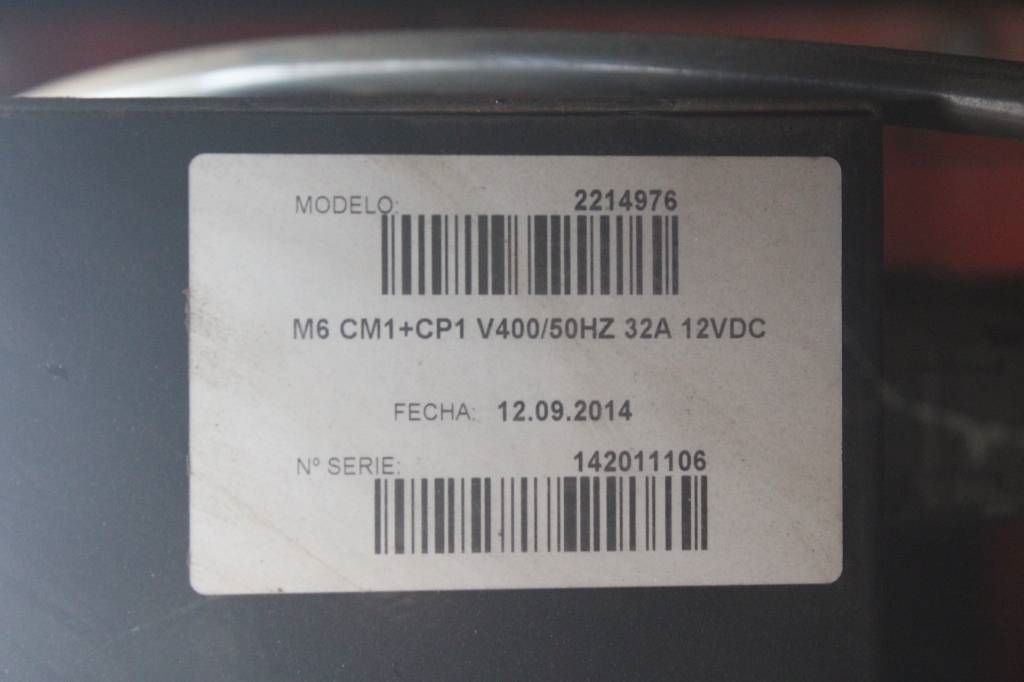 MODELO: 2214976
M6 CM1+CP1 V400/50HZ 32A 12VDC
FECHA: 12.09.2014
Nº SERIE: 142011106